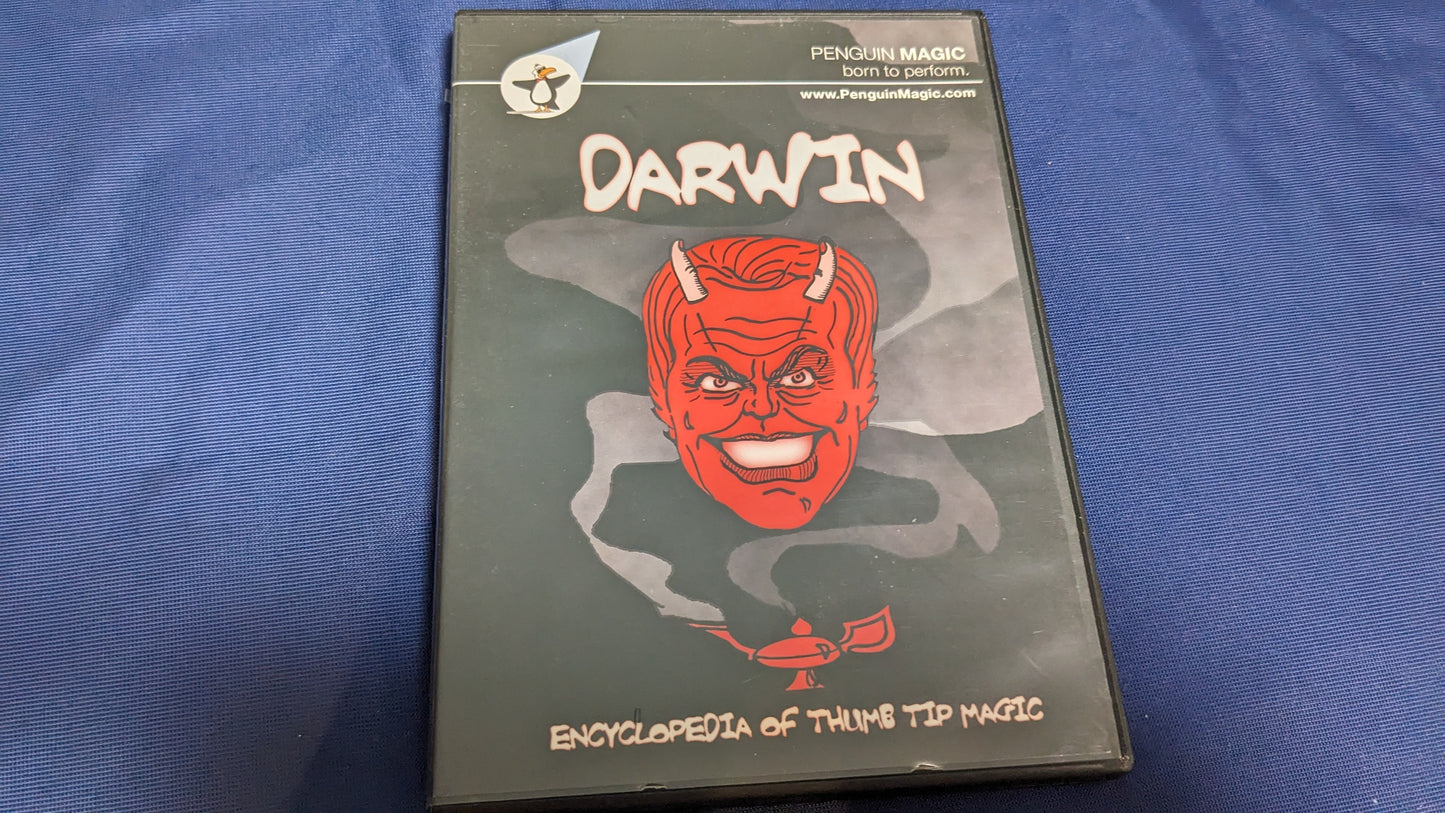 PENGUIN MAGIC
born to perform.
www.PenguinMagic.com
DARWIN
ENCYCLOPEDIA OF THUMB TIP MAGIC